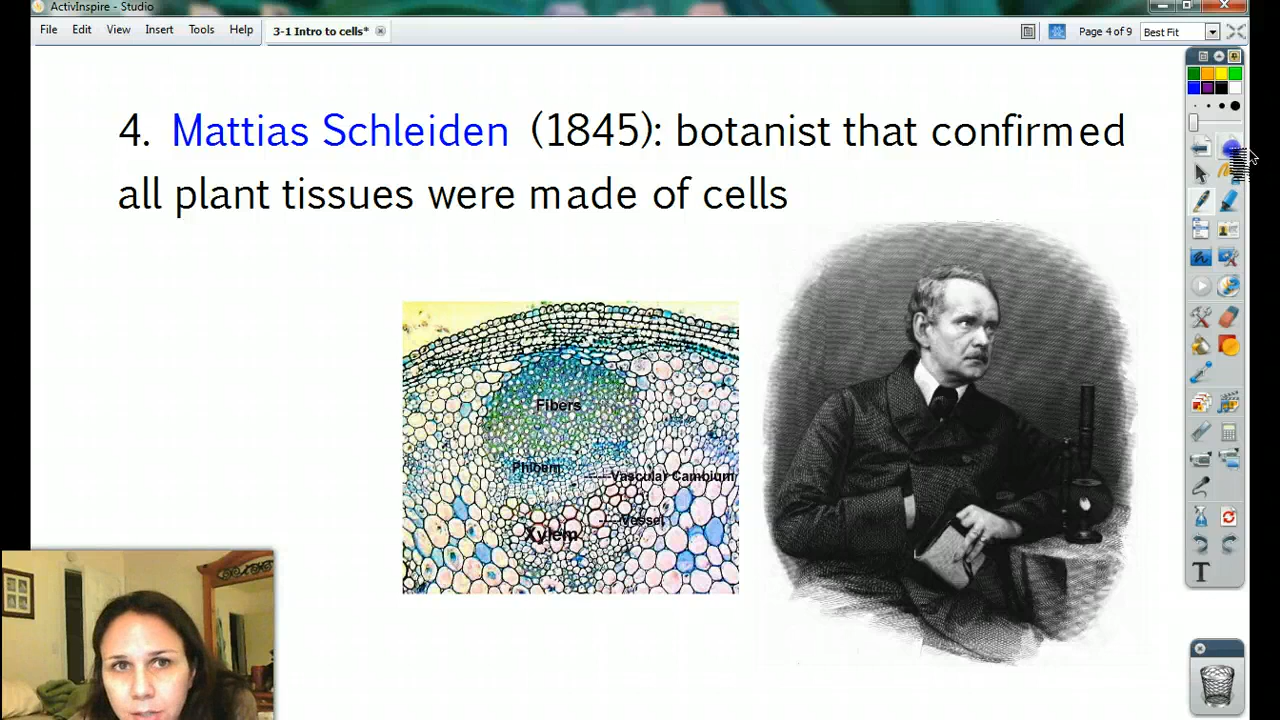 ActivInspire - Studio
File Edit View Insert Tools Help 3-1 Intro to cells* Page 4 of 9 Best Fit
4. Mattias Schleiden (1845): botanist that confirmed
all plant tissues were made of cells
Fibers
Phloem
Vascular Cambium
Vessel
Xylem
T